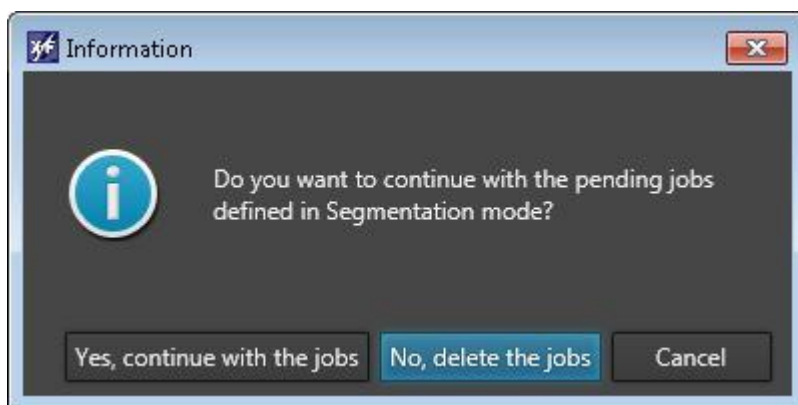 Information
Do you want to continue with the pending jobs
defined in Segmentation mode?
Yes, continue with the jobs No, delete the jobs Cancel